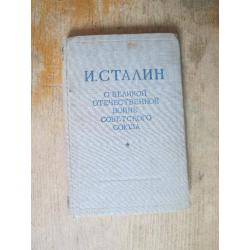 И. СТАЛИН
О ВЕЛИКОЙ
ОТЕЧЕСТВЕННОЙ
ВОЙНЕ
СОВЕТСКОГО
СОЮЗА